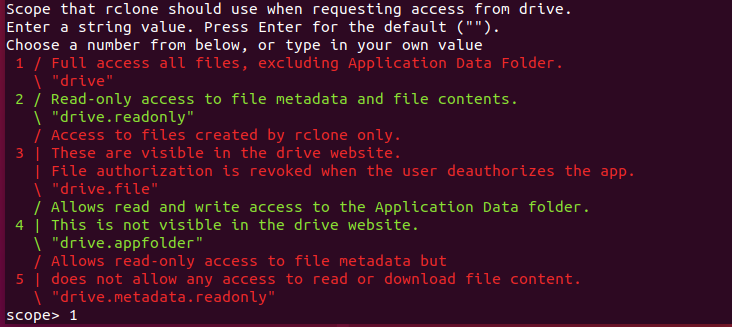 Scope that rclone should use when requesting access from drive.
Enter a string value. Press Enter for the default ("").
Choose a number from below, or type in your own value
 1 / Full access all files, excluding Application Data Folder.
   \ "drive"
 2 / Read-only access to file metadata and file contents.
   \ "drive.readonly"
   / Access to files created by rclone only.
 3 | These are visible in the drive website.
   | File authorization is revoked when the user deauthorizes the app.
   \ "drive.file"
   / Allows read and write access to the Application Data folder.
 4 | This is not visible in the drive website.
   \ "drive.appfolder"
   / Allows read-only access to file metadata but
 5 | does not allow any access to read or download file content.
   \ "drive.metadata.readonly"
scope> 1